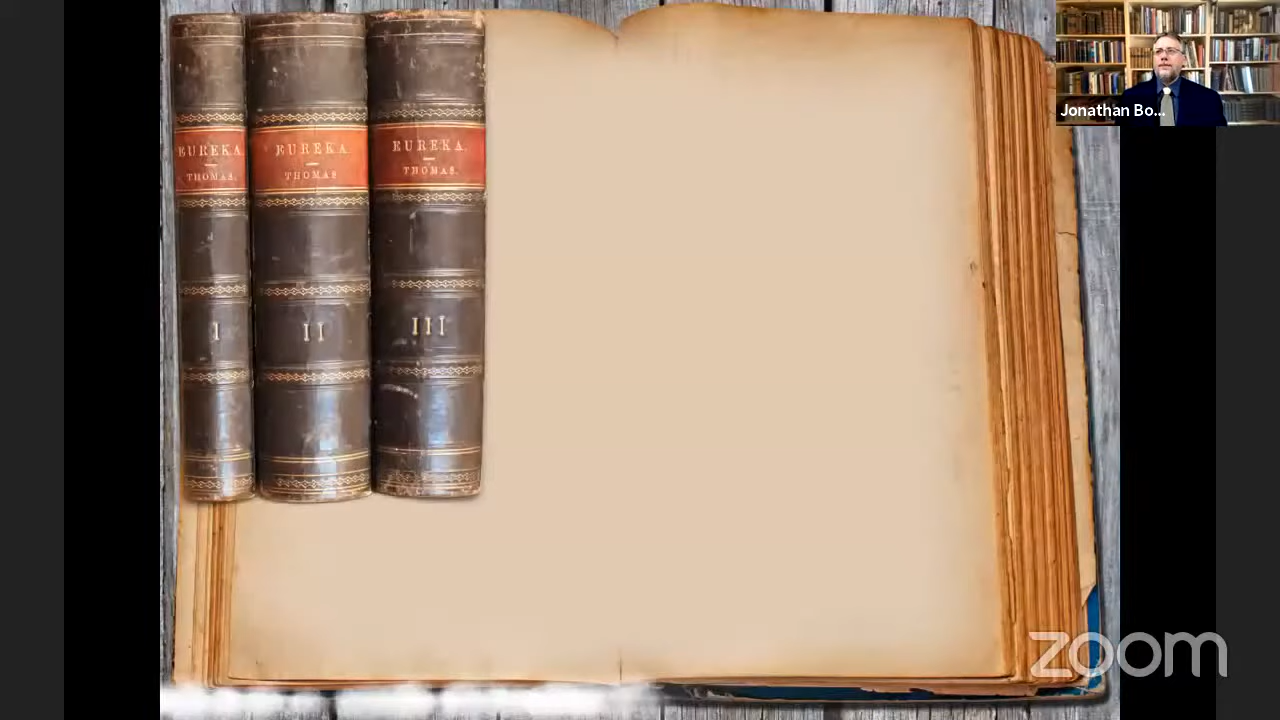 EUREKA.
THOMAS.
I
EUREKA.
THOMAS
II
EUREKA.
THOMAS.
III
Jonathan Bo...
zoom